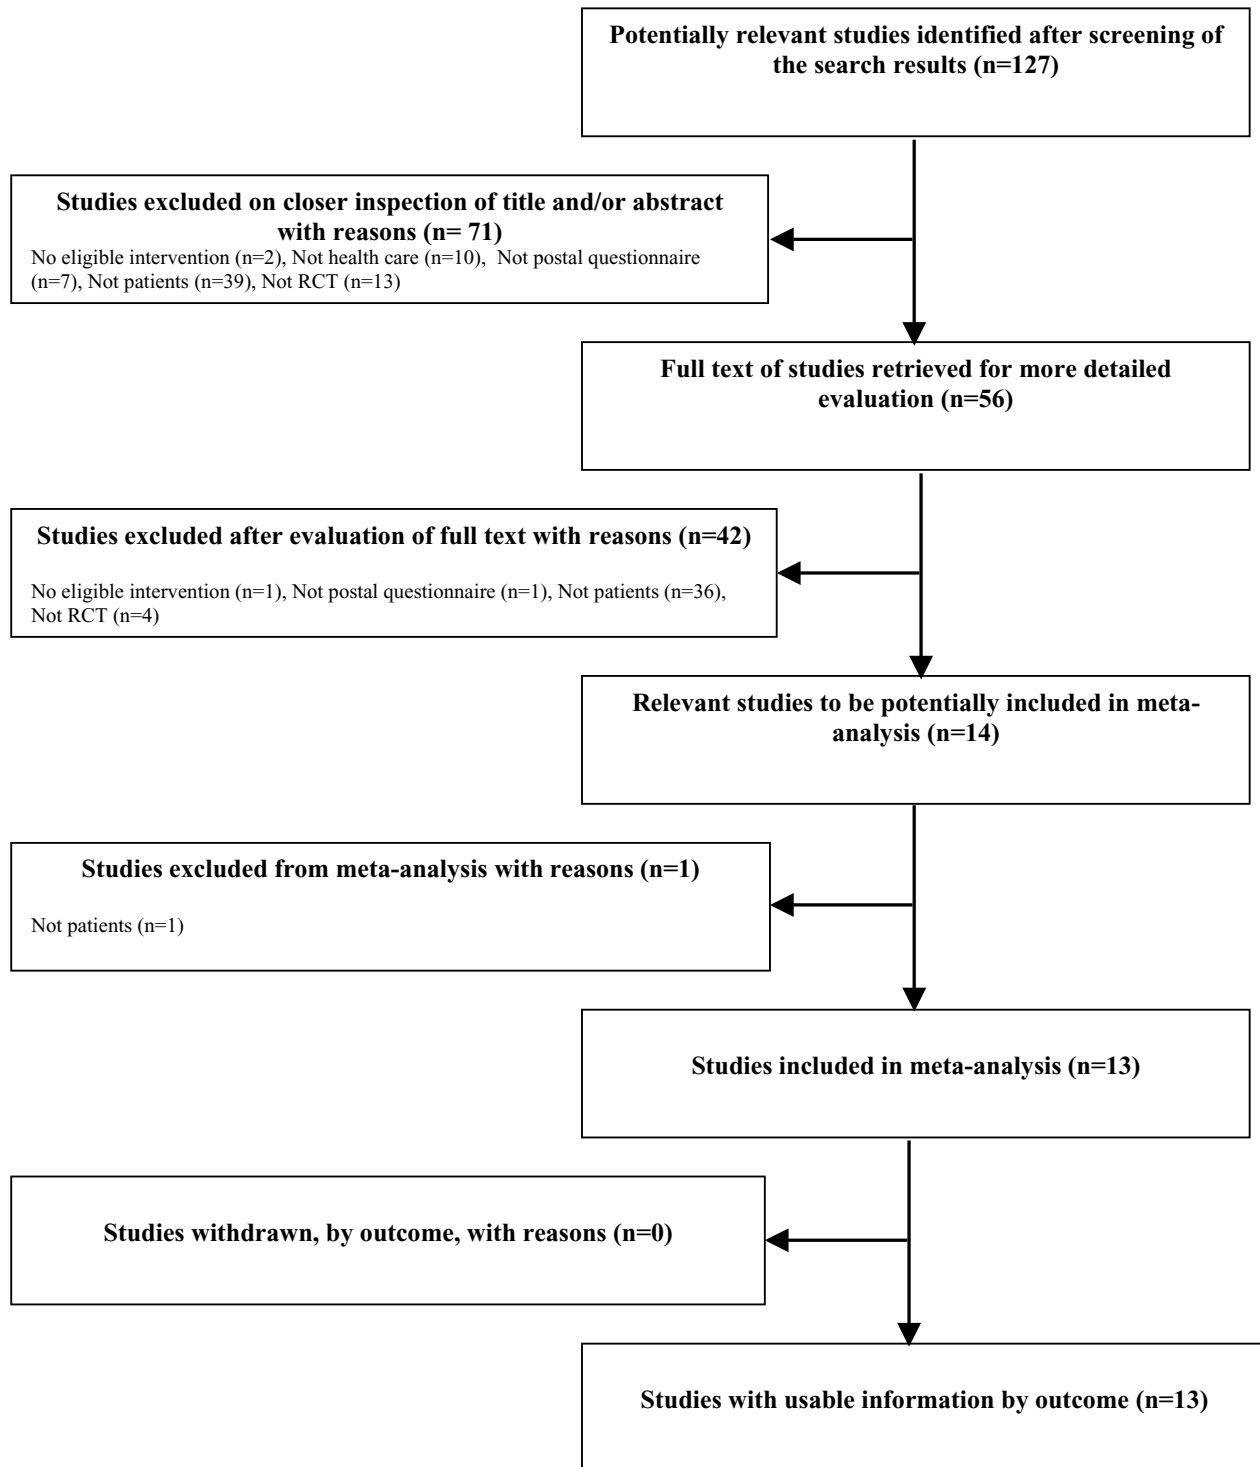 Potentially relevant studies identified after screening of
the search results (n=127)
Studies excluded on closer inspection of title and/or abstract
with reasons (n= 71)
No eligible intervention (n=2), Not health care (n=10),  Not postal questionnaire
(n=7), Not patients (n=39), Not RCT (n=13)
Full text of studies retrieved for more detailed
evaluation (n=56)
Studies excluded after evaluation of full text with reasons (n=42)
No eligible intervention (n=1), Not postal questionnaire (n=1), Not patients (n=36),
Not RCT (n=4)
Relevant studies to be potentially included in meta-
analysis (n=14)
Studies excluded from meta-analysis with reasons (n=1)
Not patients (n=1)
Studies included in meta-analysis (n=13)
Studies withdrawn, by outcome, with reasons (n=0)
Studies with usable information by outcome (n=13)